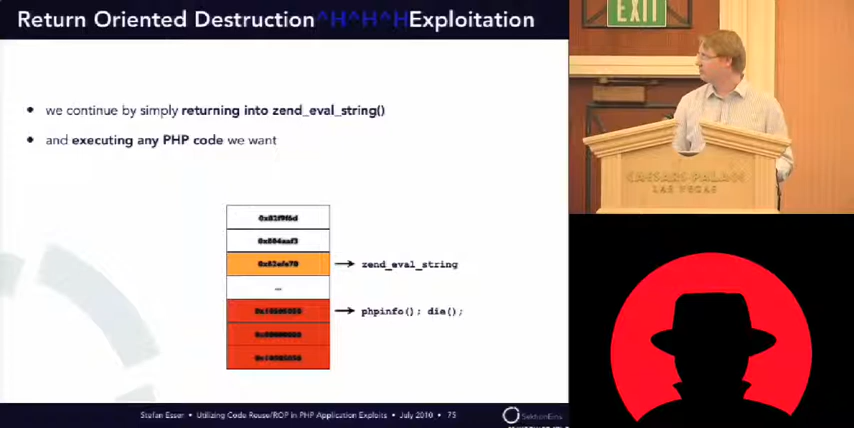 Return Oriented Destruction^H^H^HExploitation
EXIT
• we continue by simply returning into zend_eval_string()
• and executing any PHP code we want
CAESARS PALACE
LAS VEGAS
zend_eval_string
...
phpinfo(); die();
Stefan Esser • Utilizing Code Reuse/ROP in PHP Application Exploits • July 2010 • 75
SektionEins